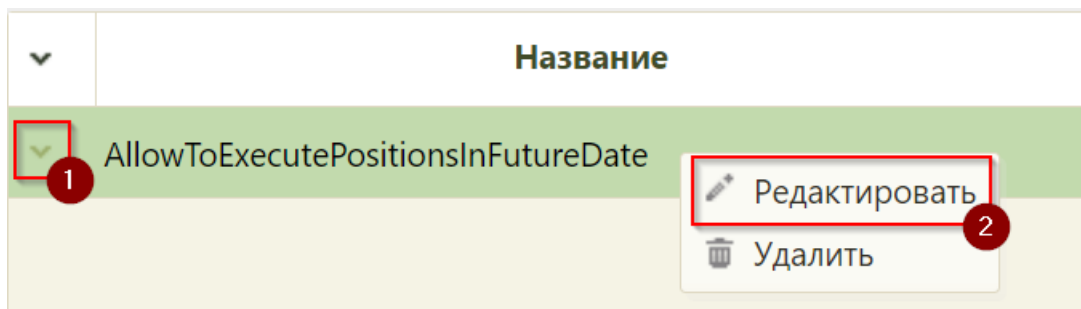 Название
AllowToExecutePositionsInFutureDate
1
Редактировать
2
Удалить